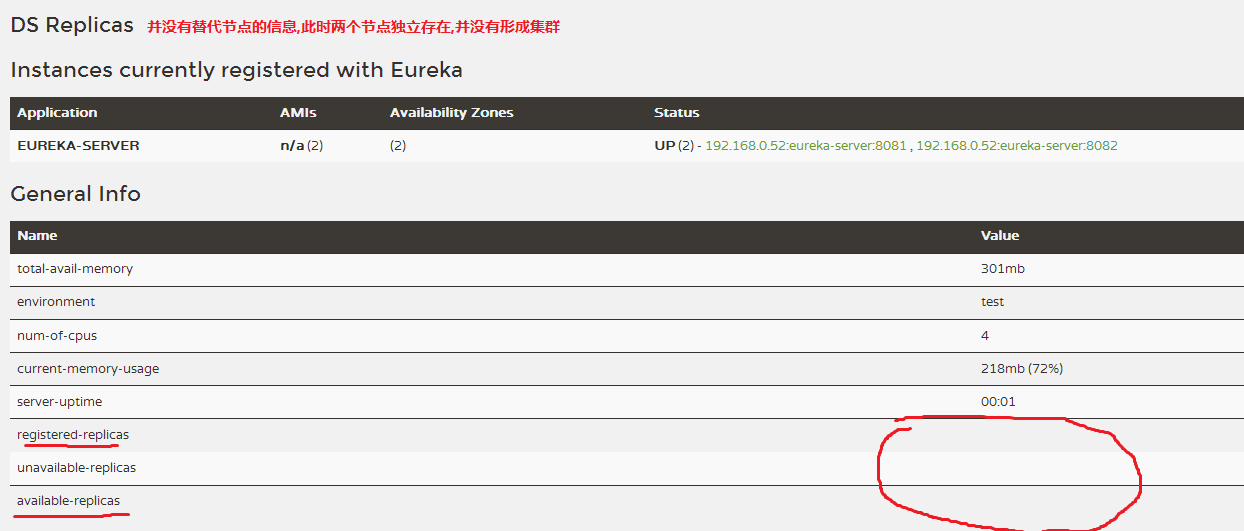 DS Replicas 并没有替代节点的信息,此时两个节点独立存在,并没有形成集群
Instances currently registered with Eureka
Application AMIs Availability Zones Status
EUREKA-SERVER n/a (2) (2) UP (2) - 192.168.0.52:eureka-server:8081 , 192.168.0.52:eureka-server:8082
General Info
Name Value
total-avail-memory 301mb
environment test
num-of-cpus 4
current-memory-usage 218mb (72%)
server-uptime 00:01
registered-replicas
unavailable-replicas
available-replicas